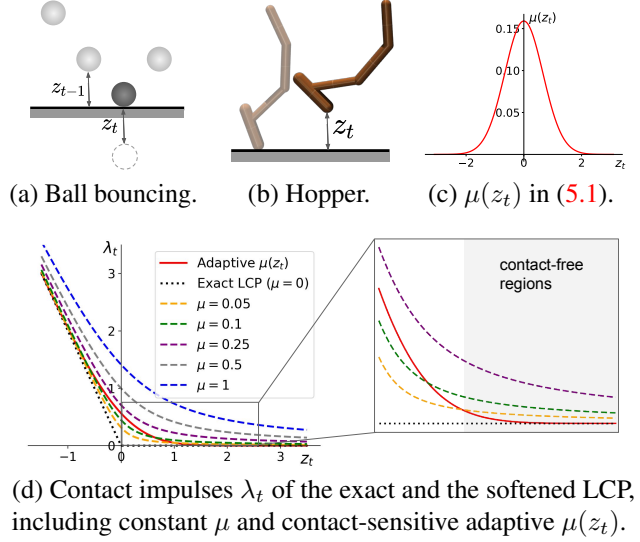 z_{t-1}
z_t
z_t
μ(z_t)
0.15
0.10
0.05
−2
0
2
z_t
(a) Ball bouncing.
(b) Hopper.
(c) μ(z_t) in (5.1).
λ_t
3
2
1
0
−1
0
1
2
3
z_t
Adaptive μ(z_t)
Exact LCP (μ = 0)
μ = 0.05
μ = 0.1
μ = 0.25
μ = 0.5
μ = 1
contact-free
regions
(d) Contact impulses λ_t of the exact and the softened LCP,
including constant μ and contact-sensitive adaptive μ(z_t).